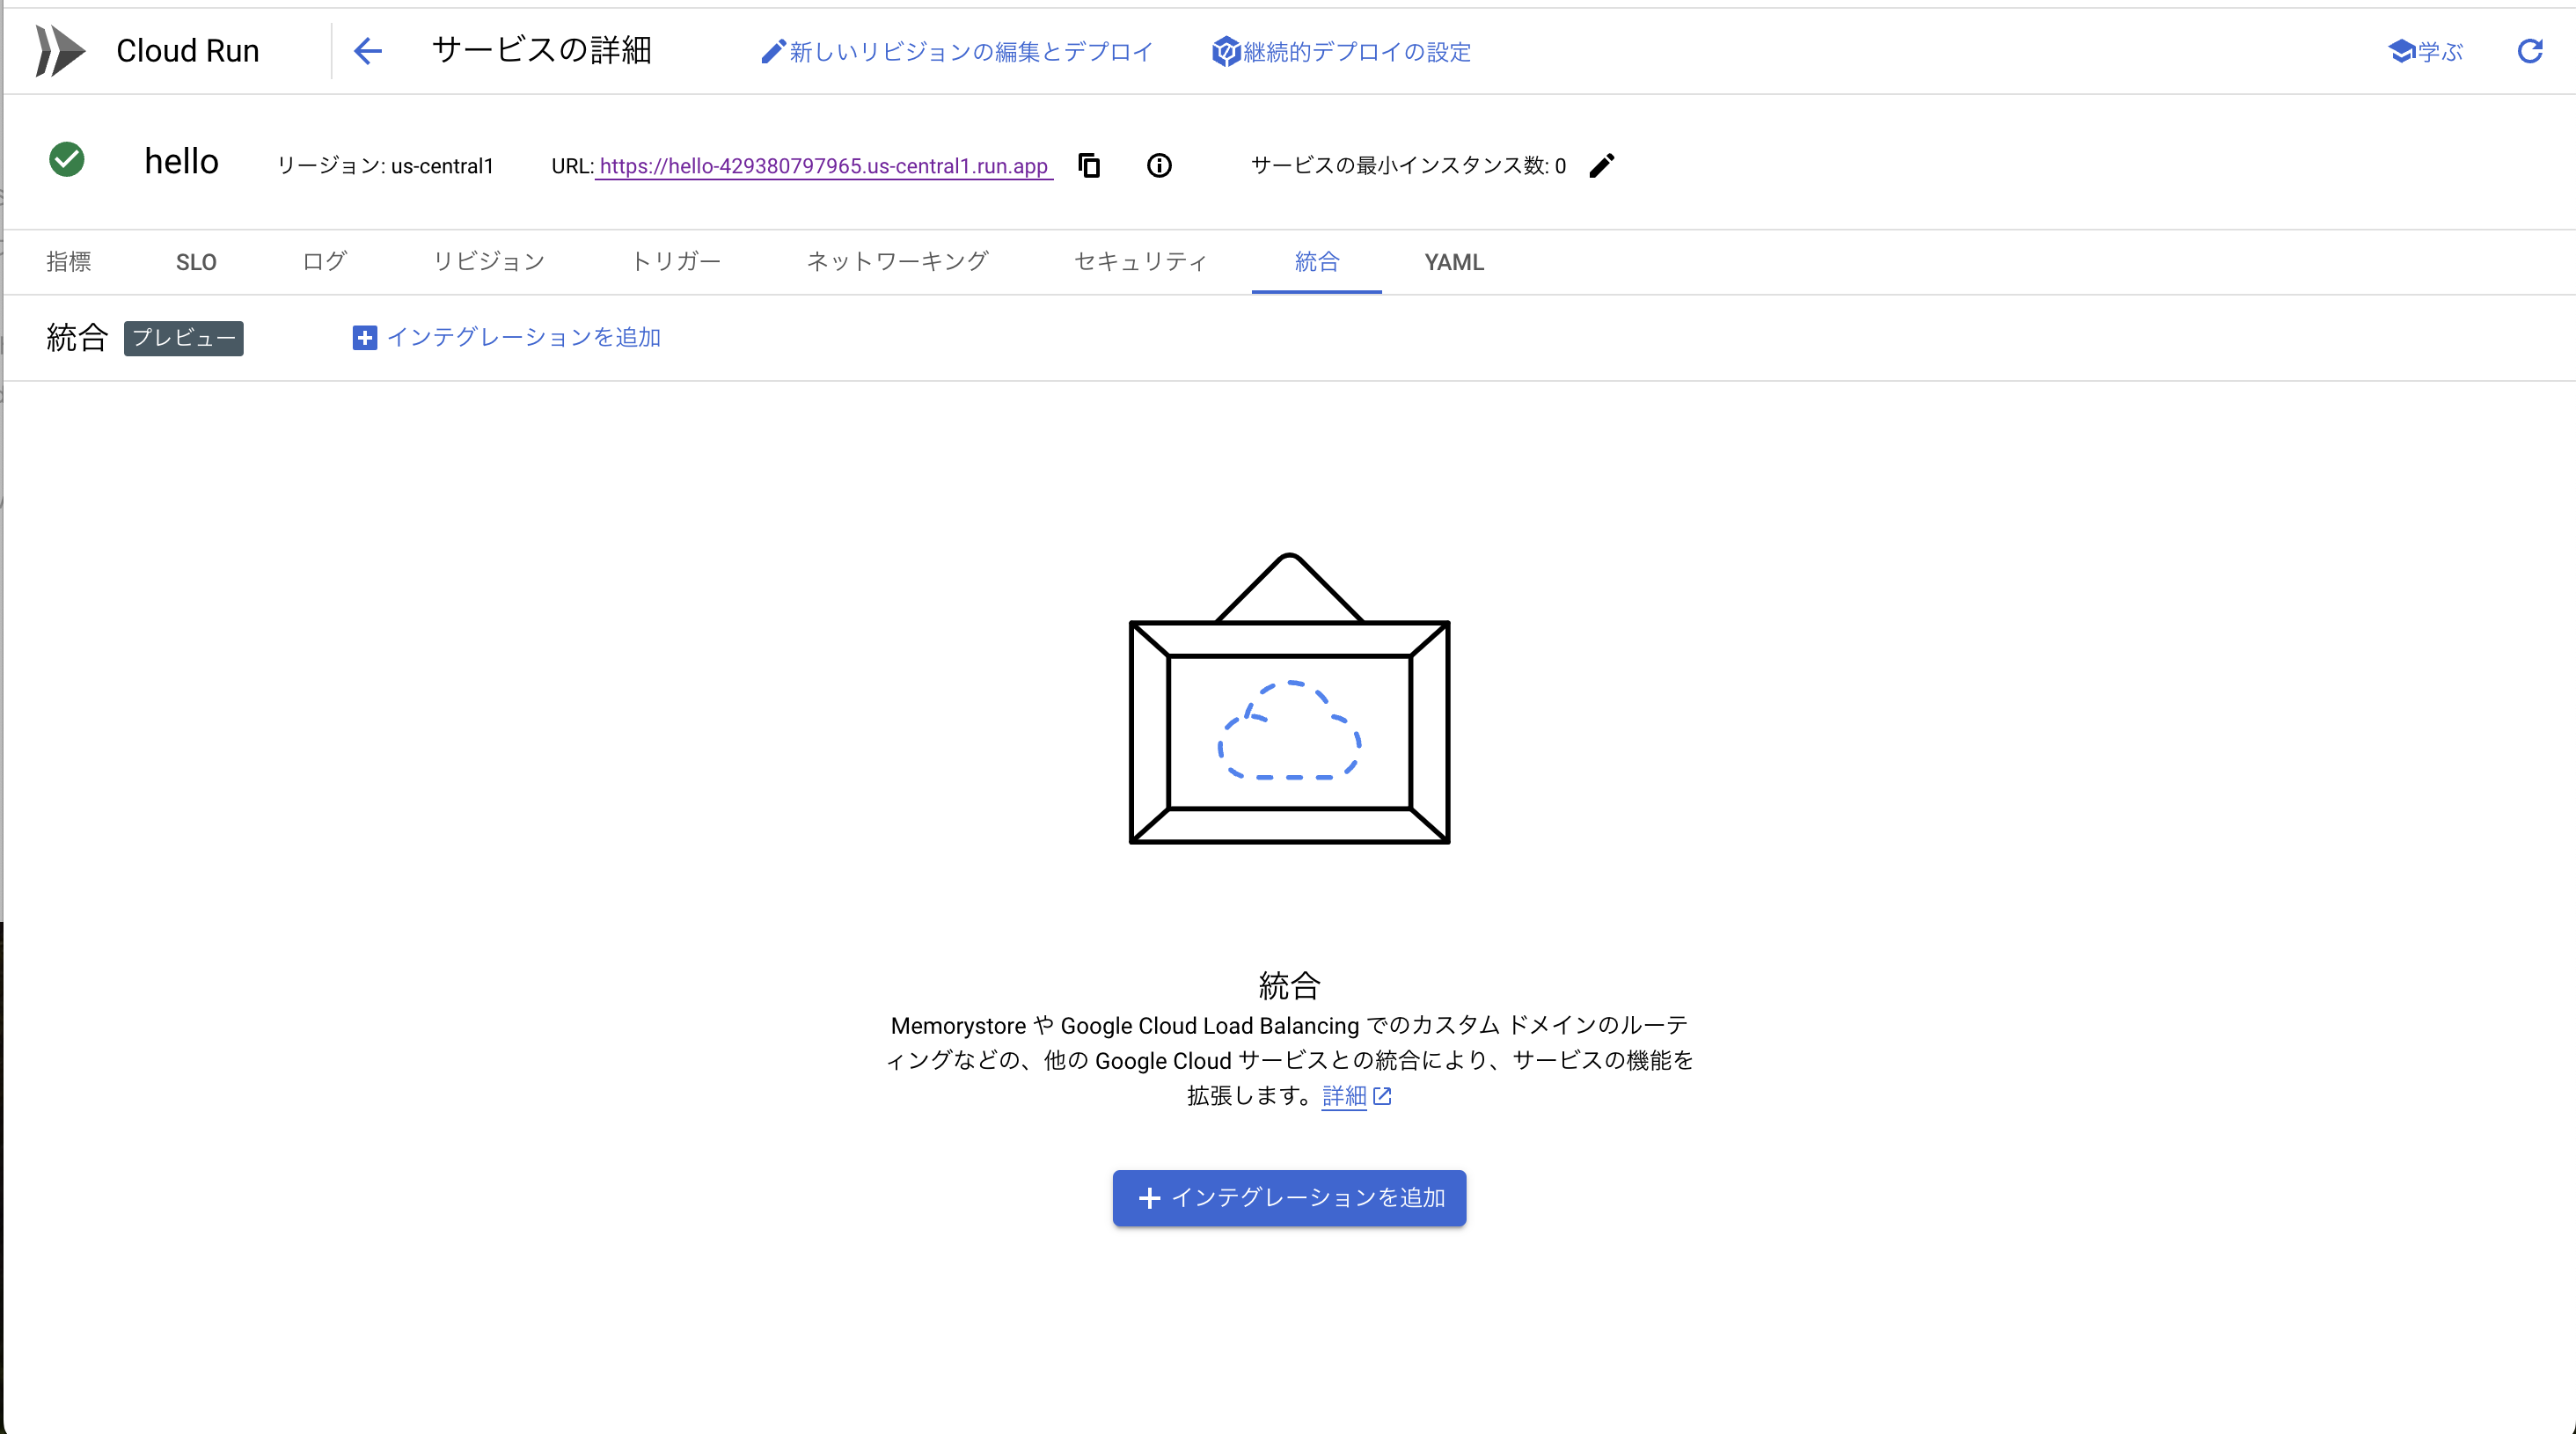 Cloud Run
サービスの詳細
新しいリビジョンの編集とデプロイ
継続的デプロイの設定
学ぶ
hello
リージョン: us-central1
URL: https://hello-429380797965.us-central1.run.app
サービスの最小インスタンス数: 0
指標
SLO
ログ
リビジョン
トリガー
ネットワーキング
セキュリティ
統合
YAML
統合
プレビュー
インテグレーションを追加
統合
Memorystore や Google Cloud Load Balancing でのカスタム ドメインのルーテ
ィングなどの、他の Google Cloud サービスとの統合により、サービスの機能を
拡張します。詳細
インテグレーションを追加